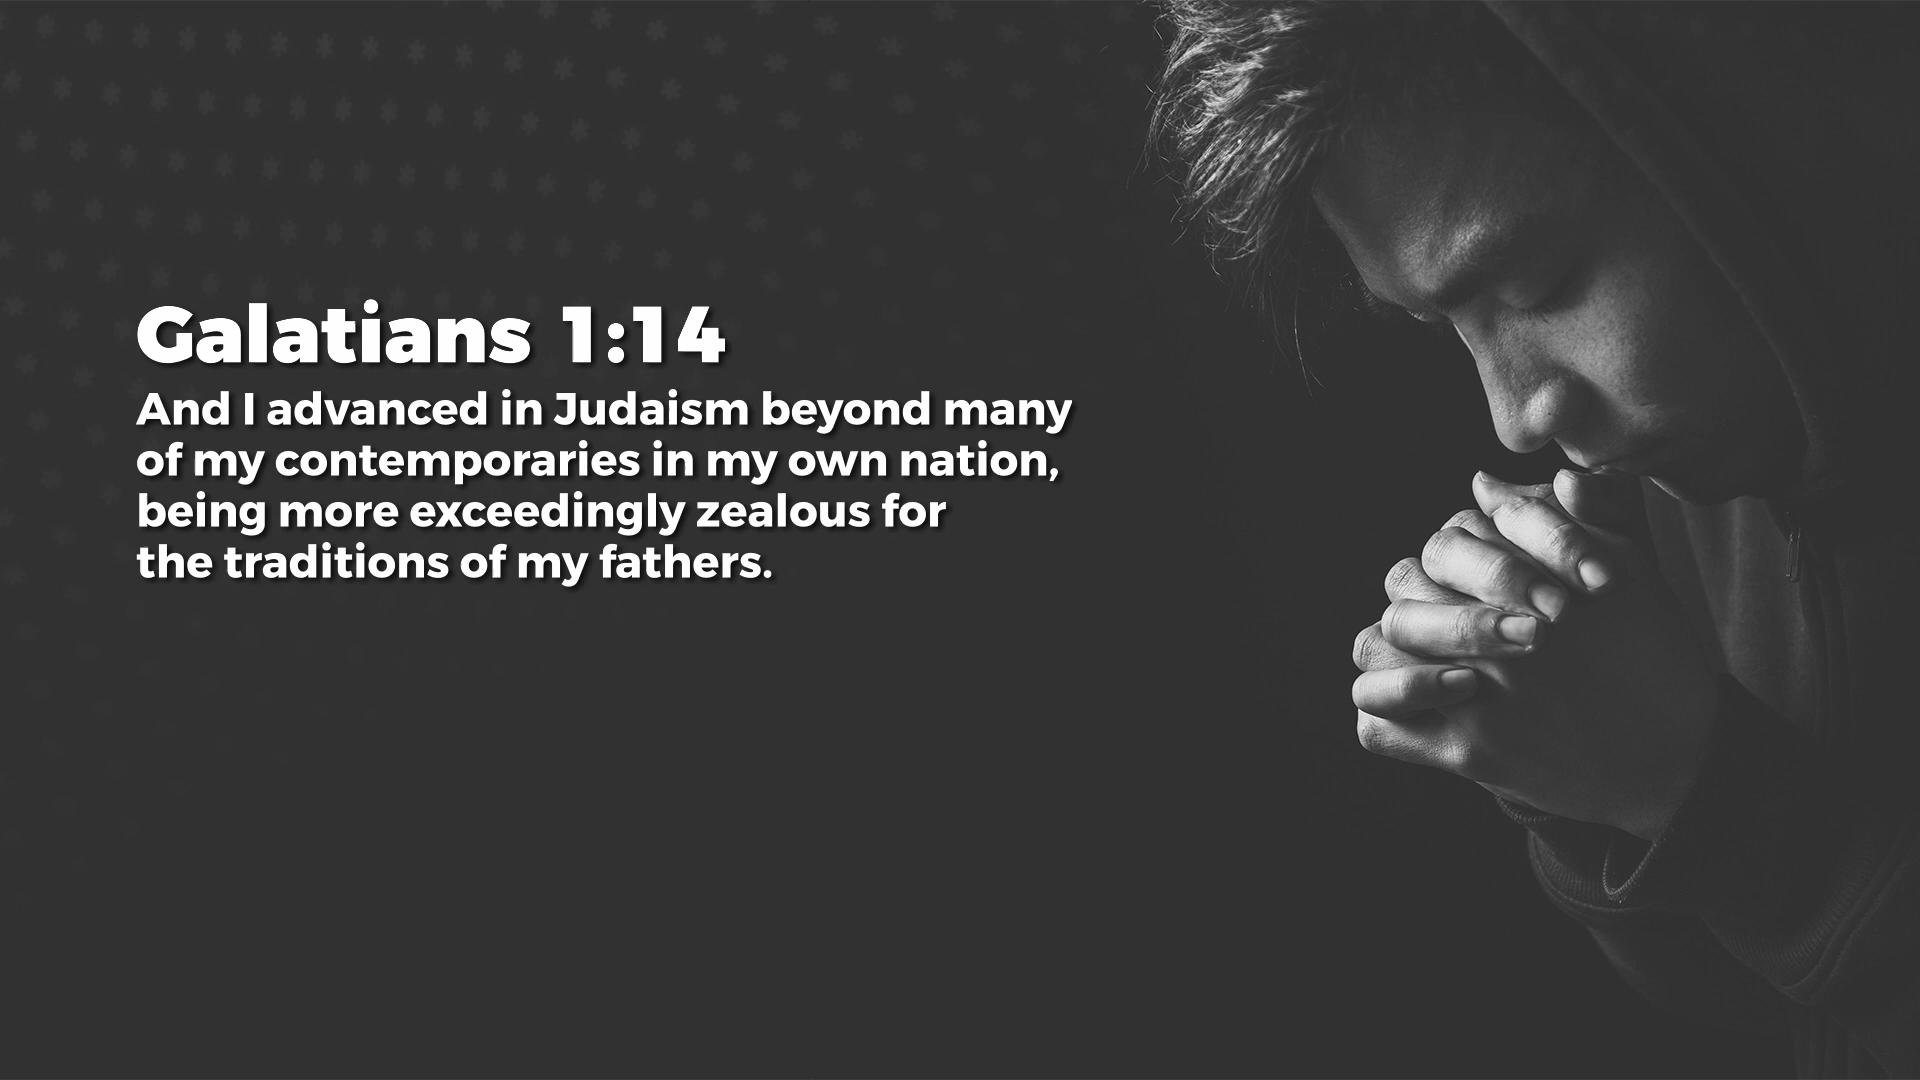 Galatians 1:14
And I advanced in Judaism beyond many
of my contemporaries in my own nation,
being more exceedingly zealous for
the traditions of my fathers.